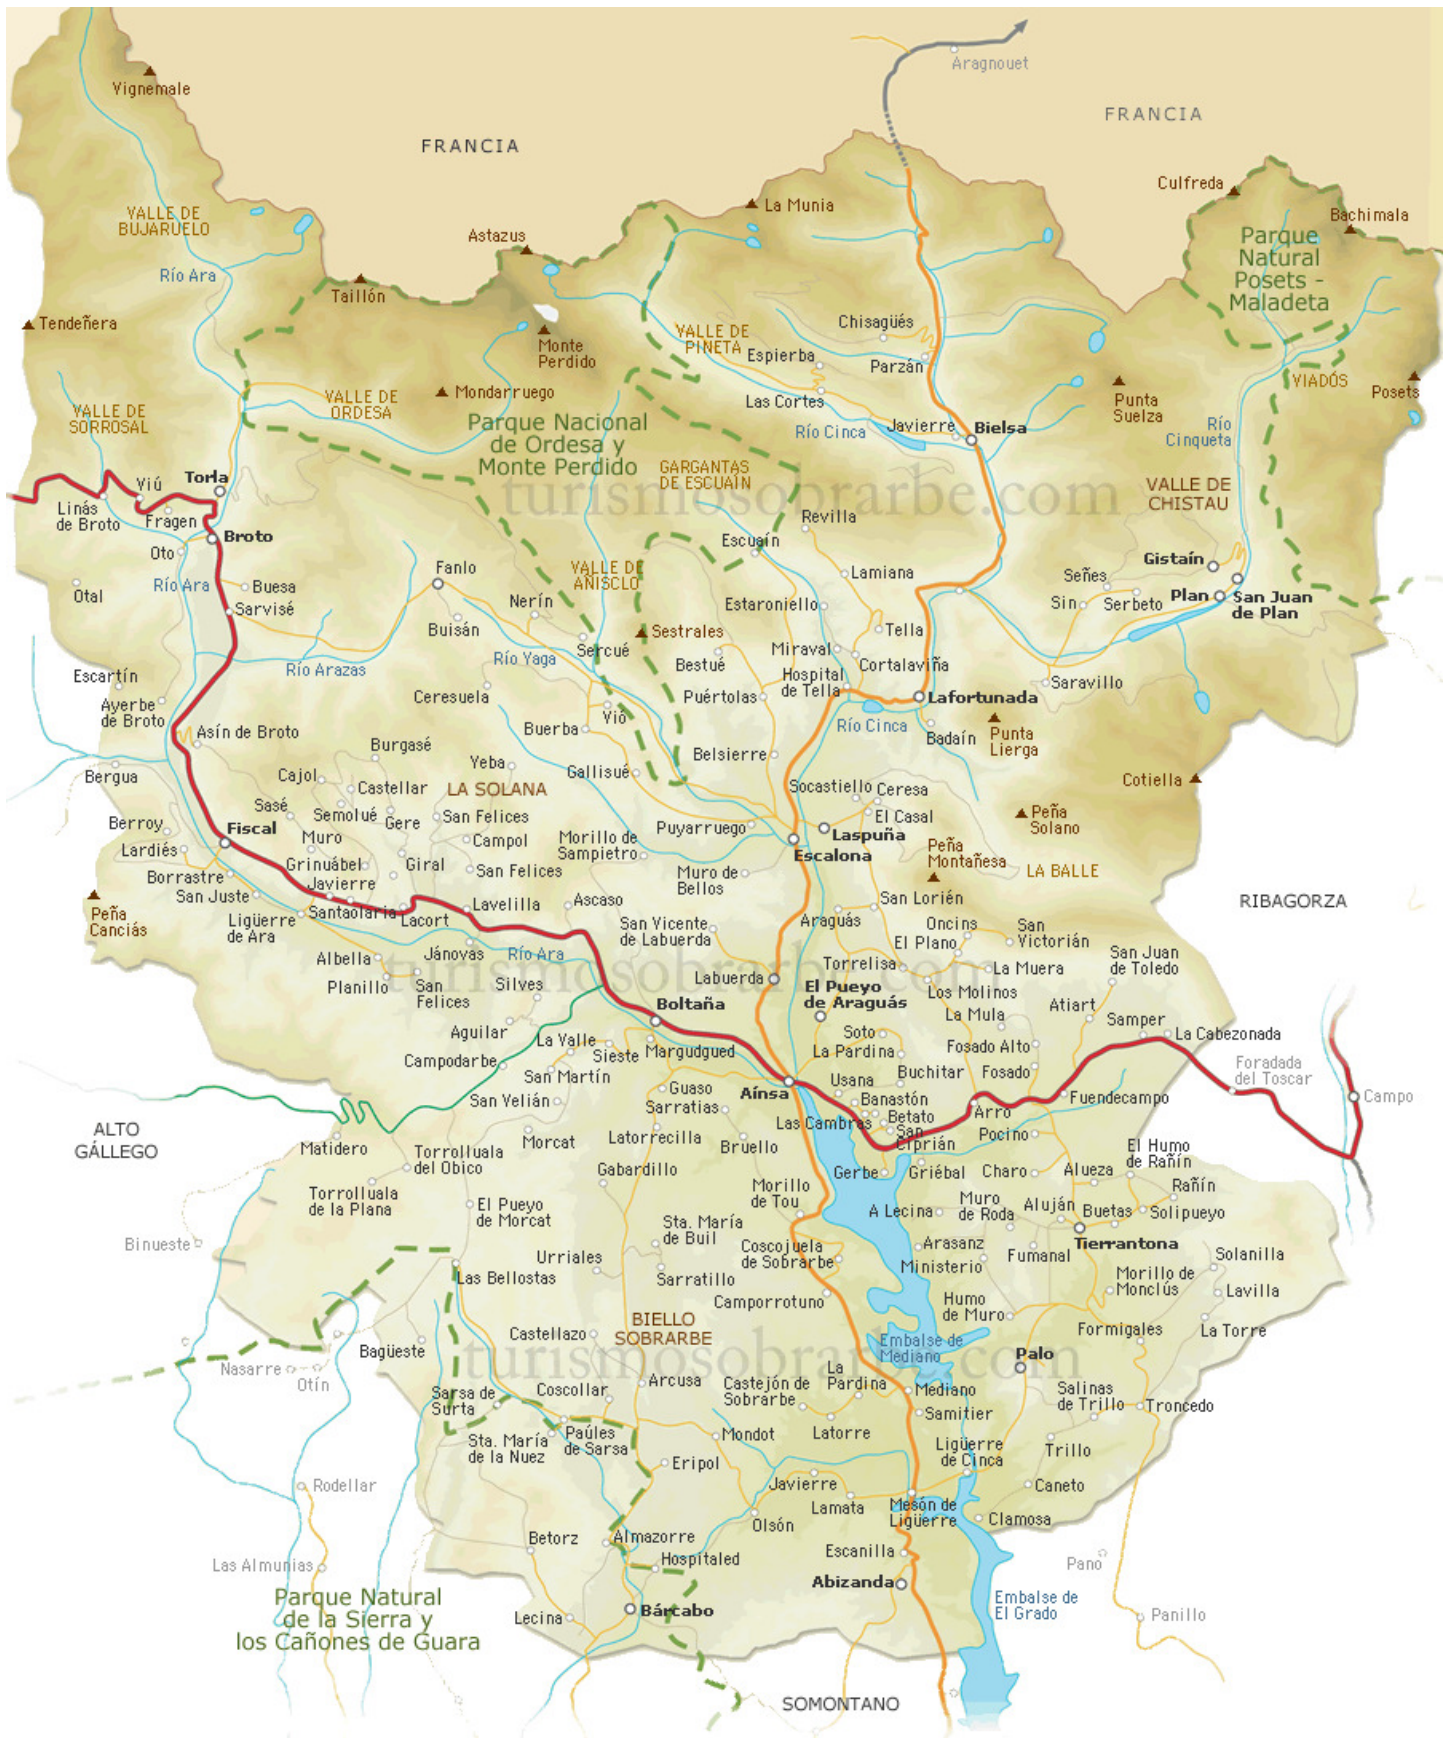 Aragnouet
Vignemale
FRANCIA
FRANCIA
Culfreda
La Munia
Bachimala
VALLE DE
BUJARUELO
Astazus
Parque
Natural
Posets -
Maladeta
Río Ara
Taillón
Tendeñera
Monte
Perdido
VALLE DE
PINETA
Chisagüés
Espierba
Parzán
VIADÓS
Posets
Mondarruego
VALLE DE
ORDESA
VALLE DE
SORROSAL
Las Cortes
Punta
Suelza
Parque Nacional
de Ordesa y
Monte Perdido
Río Cinca
Javierre
Bielsa
Río
Cinqueta
GARGANTAS
DE ESCUAÍN
turismosobrarbe.com
VALLE DE
CHISTAU
Torla
Viú
Linás
de Broto
Fragen
Broto
Oto
Revilla
Escuaín
Gistaín
Río Ara
Buesa
Otal
Sarvisé
Fanlo
VALLE DE
AÑISCLO
Lamiana
Señes
Sin
Serbeto
Plan
San Juan
de Plan
Nerín
Buisán
Estaroniello
Sestrales
Tella
Sercué
Bestué
Miraval
Cortalaviña
Hospital
de Tella
Río Arazas
Río Yaga
Escartín
Ayerbe
de Broto
Ceresuela
Puértolas
Lafortunada
Saravillo
Vió
Buerba
Río Cinca
Badaín
Punta
Lierga
Asín de Broto
Burgasé
Yeba
Gallisué
Belsierre
Bergua
Cajol
Castellar
LA SOLANA
Socastiello
Ceresa
Cotiella
Sasé
Semolué
Gere
San Felices
El Casal
Peña
Solano
Berroy
Fiscal
Muro
Campol
Morillo de
Sampietro
Puyarruego
Laspuña
Escalona
Peña
Montañesa
Lardiés
Grinuábel
Giral
San Felices
Muro de
Bellos
LA BALLE
Borrastre
San Juste
Javierre
Santaolaria
Lacort
Lavelilla
Ascaso
San Lorién
RIBAGORZA
Peña
Canciás
Ligüerre
de Ara
San Vicente
de Labuerda
Araguás
Oncins
San
Victorián
El Plano
Jánovas
Río Ara
Albella
turismosobrarbe.com
Torrelisa
La Muera
San Juan
de Toledo
Planillo
San
Felices
Silves
Labuerda
El Pueyo
de Araguás
Los Molinos
La Mula
Atiart
Boltaña
Aguilar
La Valle
Sieste
Margudgued
Soto
La Pardina
Fosado Alto
Samper
La Cabezonada
Campodarbe
San Martín
Guaso
Aínsa
Usana
Buchitar
Fosado
Foradada
del Toscar
San Velián
Sarratias
Banastón
Fuendecampo
Campo
Las Cambras
Betato
San
Ciprián
Arro
Pocino
ALTO
GÁLLEGO
Matidero
Morcat
Latorrecilla
Bruello
Torrolluala
del Obico
Gabardillo
Gerbe
Griébal
Charo
Alueza
El Humo
de Rañín
Rañín
Torrolluala
de la Plana
Morillo
de Tou
A Lecina
Muro
de Roda
Aluján
Buetas
Solipueyo
El Pueyo
de Morcat
Sta. María
de Buil
Tierrantona
Binueste
Urriales
Coscojuela
de Sobrarbe
Arasanz
Fumanal
Solanilla
Las Bellostas
Sarratillo
Ministerio
Morillo de
Monclús
Lavilla
Camporrotuno
Humo
de Muro
BIELLO
SOBRARBE
Formigales
La Torre
Castellazo
Embalse de
Mediano
Bagüeste
turismosobrarbe.com
Palo
Nasarre
Otín
Sarsa de
Surta
Coscollar
Arcusa
Castejón de
Sobrarbe
La
Pardina
Mediano
Samitier
Salinas
de Trillo
Troncedo
Sta. María
de la Nuez
Paúles
de Sarsa
Mondot
Latorre
Ligüerre
de Cinca
Trillo
Eripol
Rodellar
Javierre
Caneto
Lamata
Mesón de
Ligüerre
Clamosa
Olsón
Betorz
Almazorre
Hospitaled
Escanilla
Las Almunias
Pano
Abizanda
Parque Natural
de la Sierra y
los Cañones de Guara
Embalse de
El Grado
Lecina
Bárcabo
Panillo
SOMONTANO